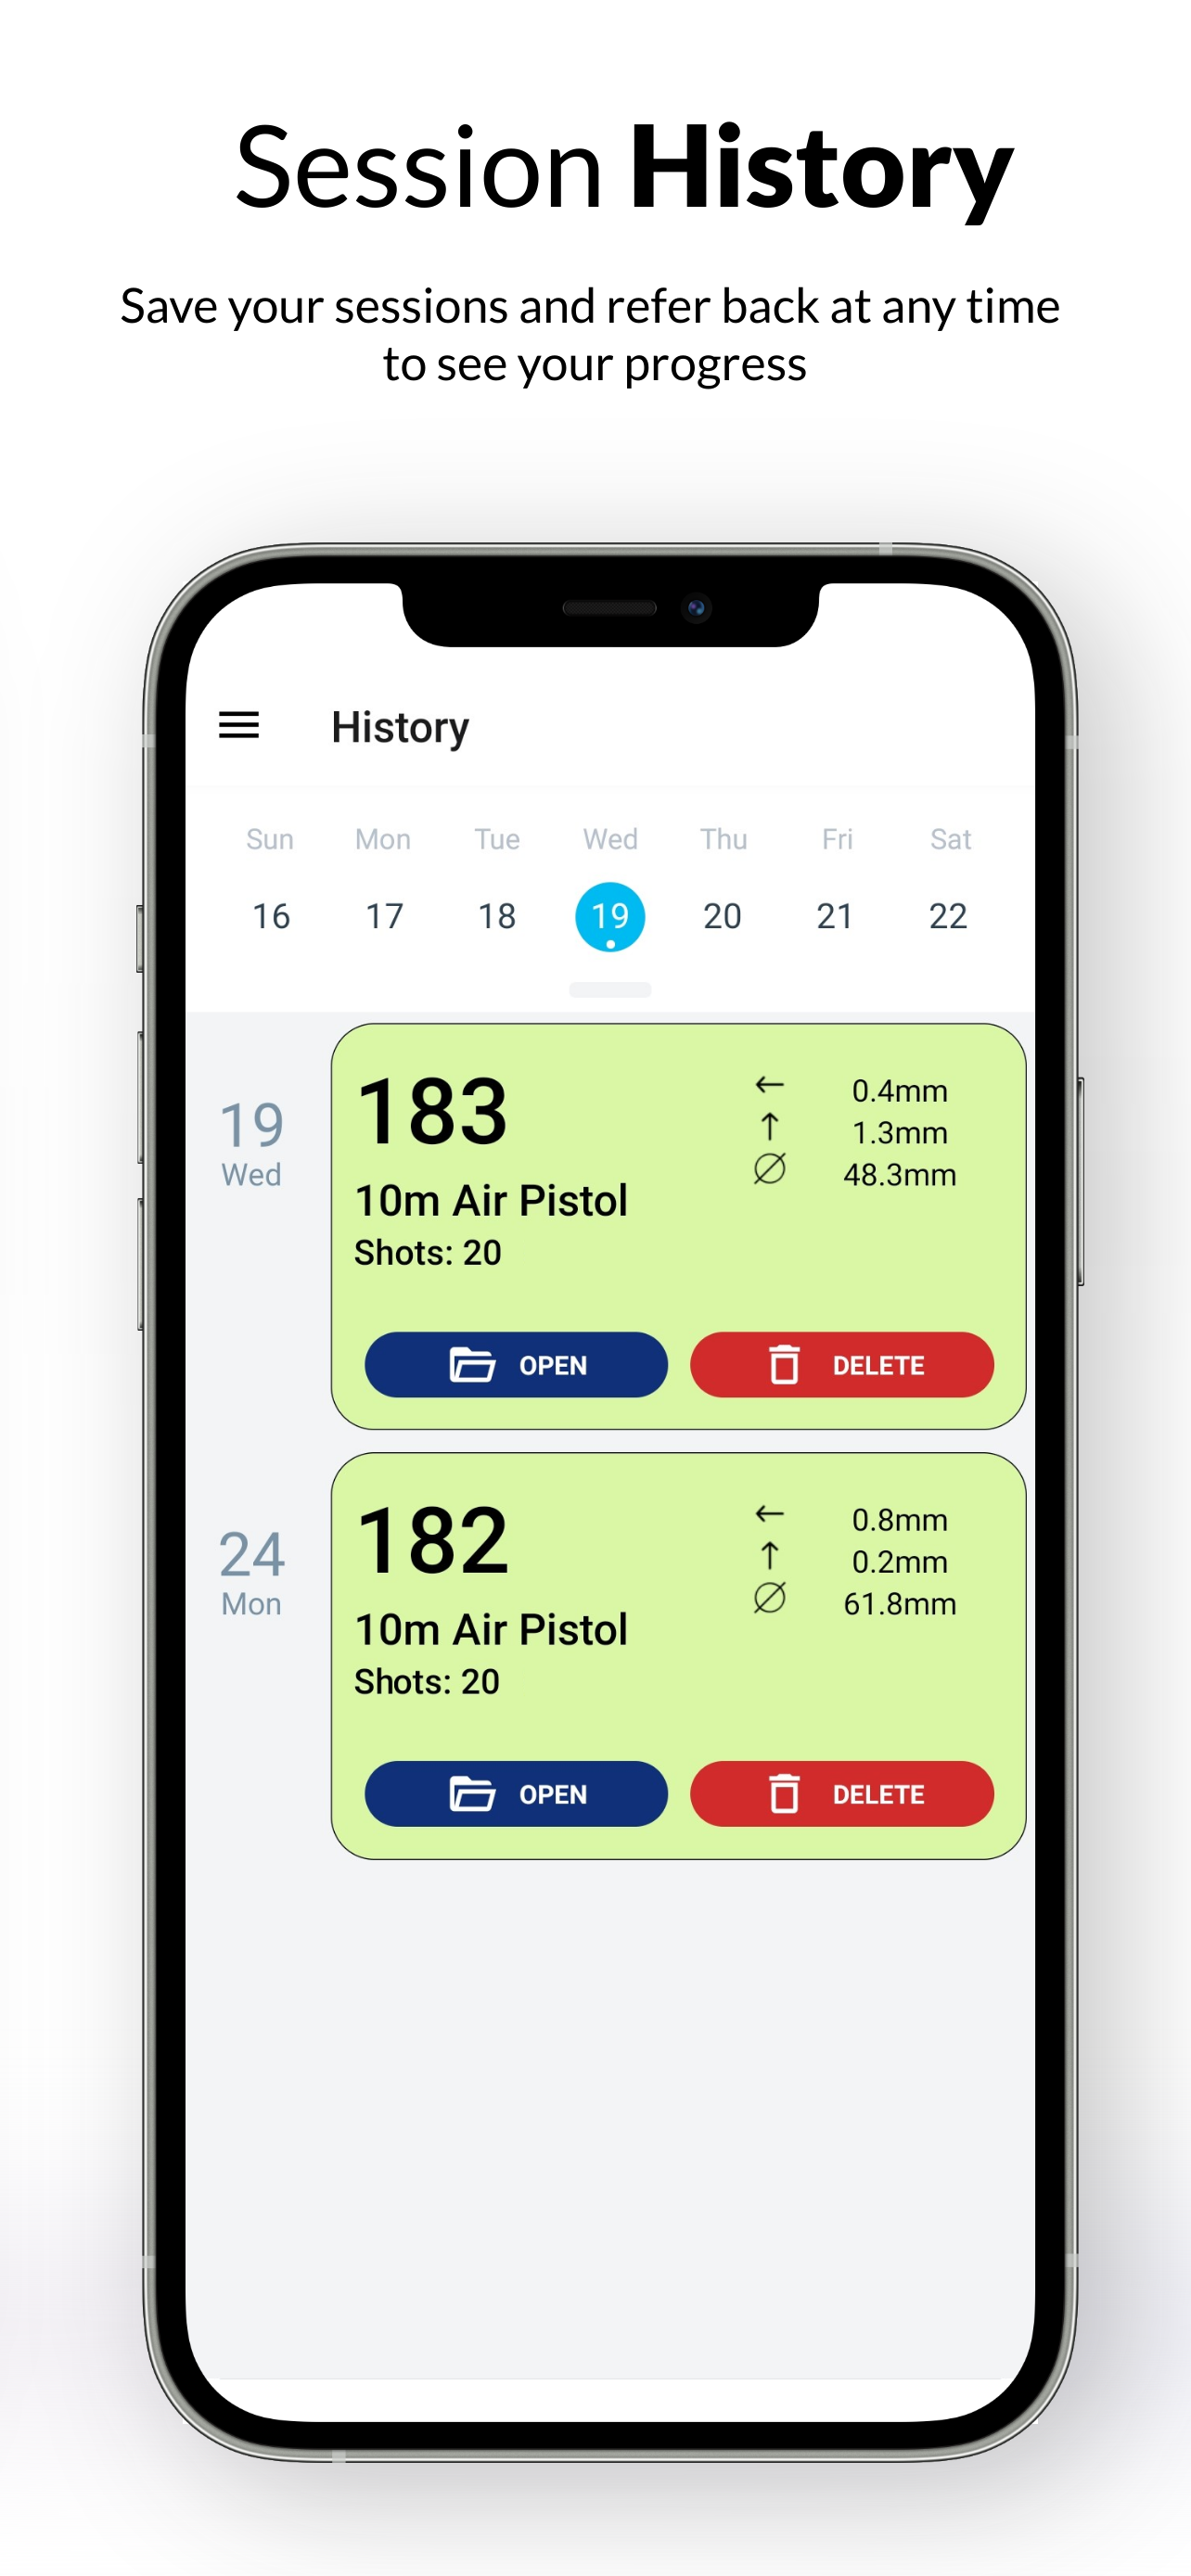 Session History
Save your sessions and refer back at any time
to see your progress
History
Sun Mon Tue Wed Thu Fri Sat
16 17 18 19 20 21 22
19
Wed
183
10m Air Pistol
Shots: 20
← 0.4mm
↑ 1.3mm
∅ 48.3mm
OPEN DELETE
24
Mon
182
10m Air Pistol
Shots: 20
← 0.8mm
↑ 0.2mm
∅ 61.8mm
OPEN DELETE